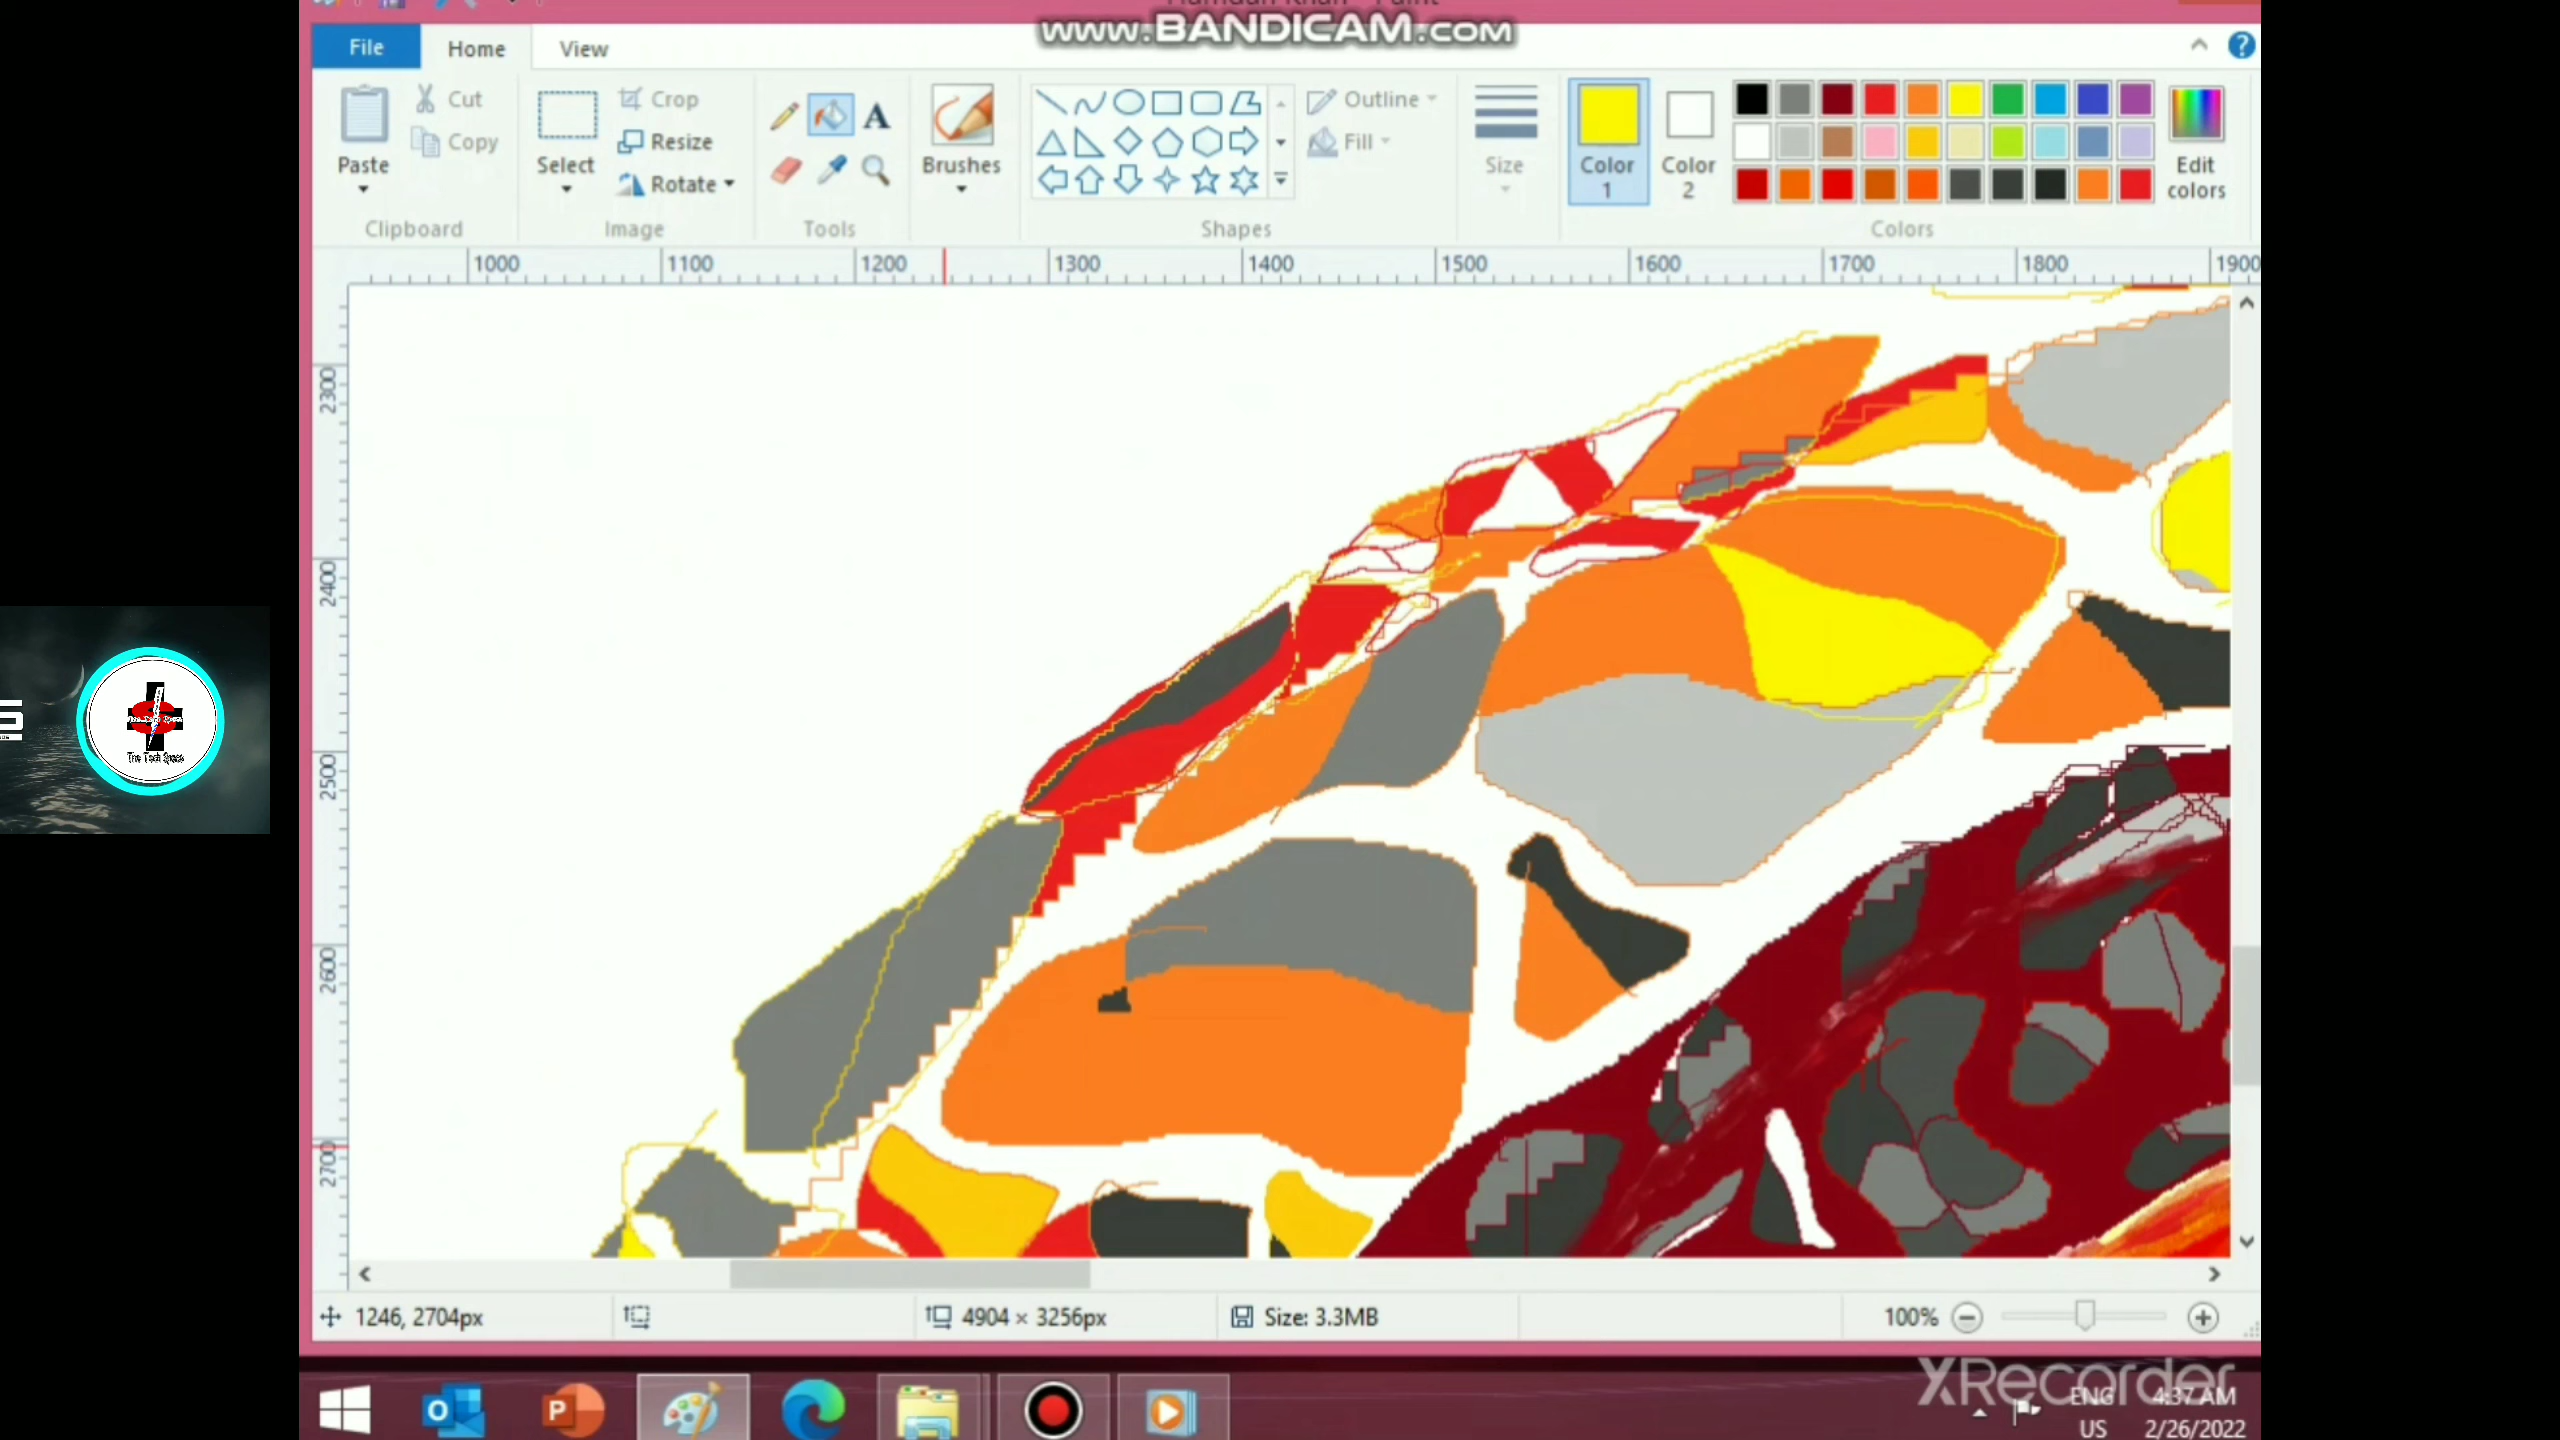 www.BANDICAM.com
File Home View
Cut
Copy
Paste
Clipboard
Crop
Resize
Rotate
Select
Image
A
Tools
Brushes
Shapes
Outline
Fill
Size
Color 1
Color 2
Edit colors
Colors
1000 1100 1200 1300 1400 1500 1600 1700 1800 1900
2300
2400
2500
2600
2700
The Tech Space
1246, 2704px
4904 × 3256px
Size: 3.3MB
100%
XRecorder
ENG
US
4:37 AM
2/26/2022